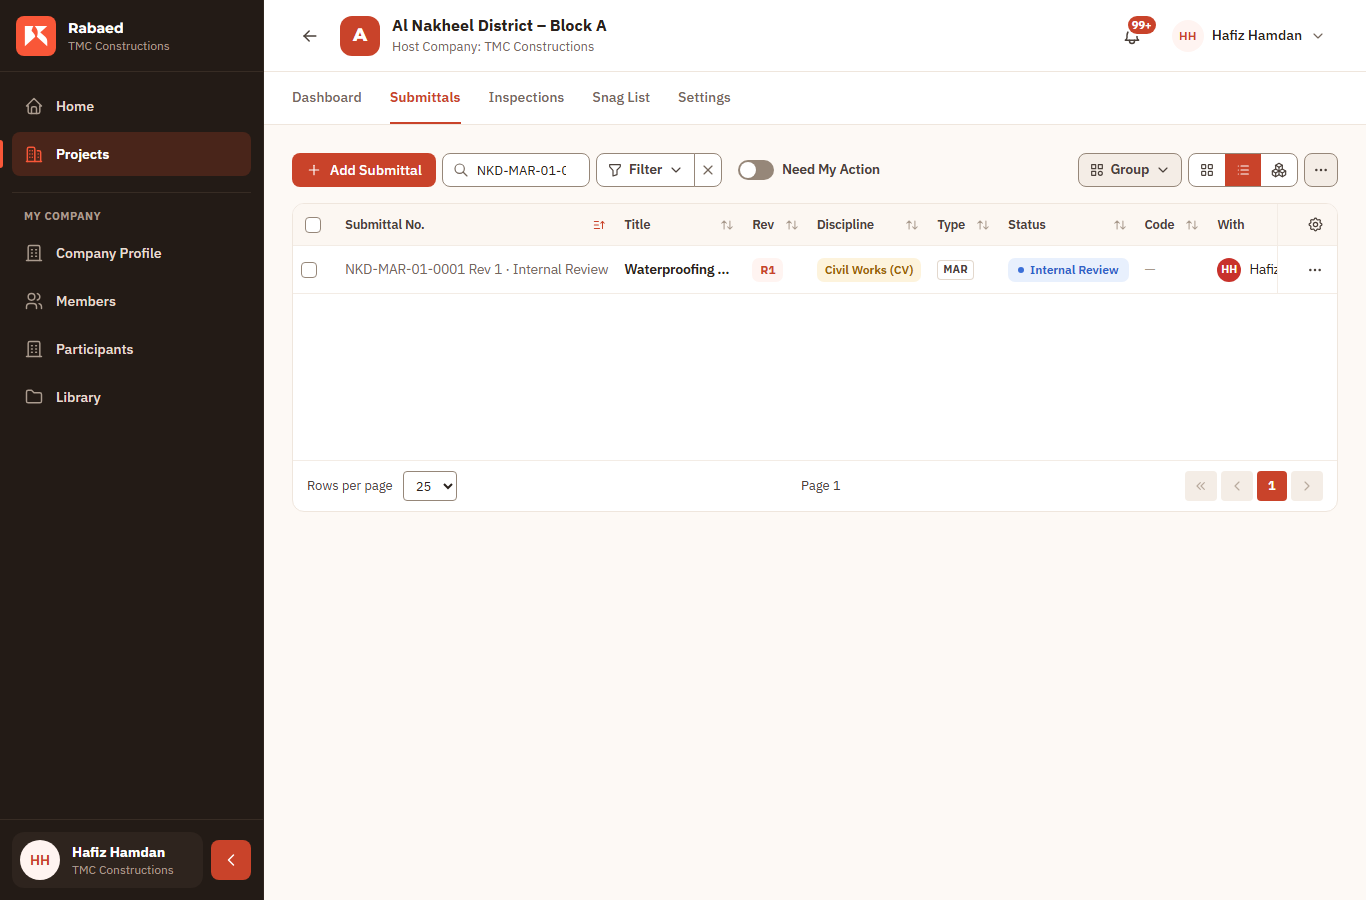 Rabaed
TMC Constructions
Home
Projects
MY COMPANY
Company Profile
Members
Participants
Library
Hafiz Hamdan
TMC Constructions
HH
A
Al Nakheel District – Block A
Host Company: TMC Constructions
99+
HH
Hafiz Hamdan
Dashboard Submittals Inspections Snag List Settings
Add Submittal
NKD-MAR-01-0
Filter
Need My Action
Group
Submittal No. Title Rev Discipline Type Status Code With
NKD-MAR-01-0001 Rev 1 · Internal Review Waterproofing ... R1 Civil Works (CV) MAR Internal Review — HH Hafiz
Rows per page 25
Page 1
« ‹ 1 ›